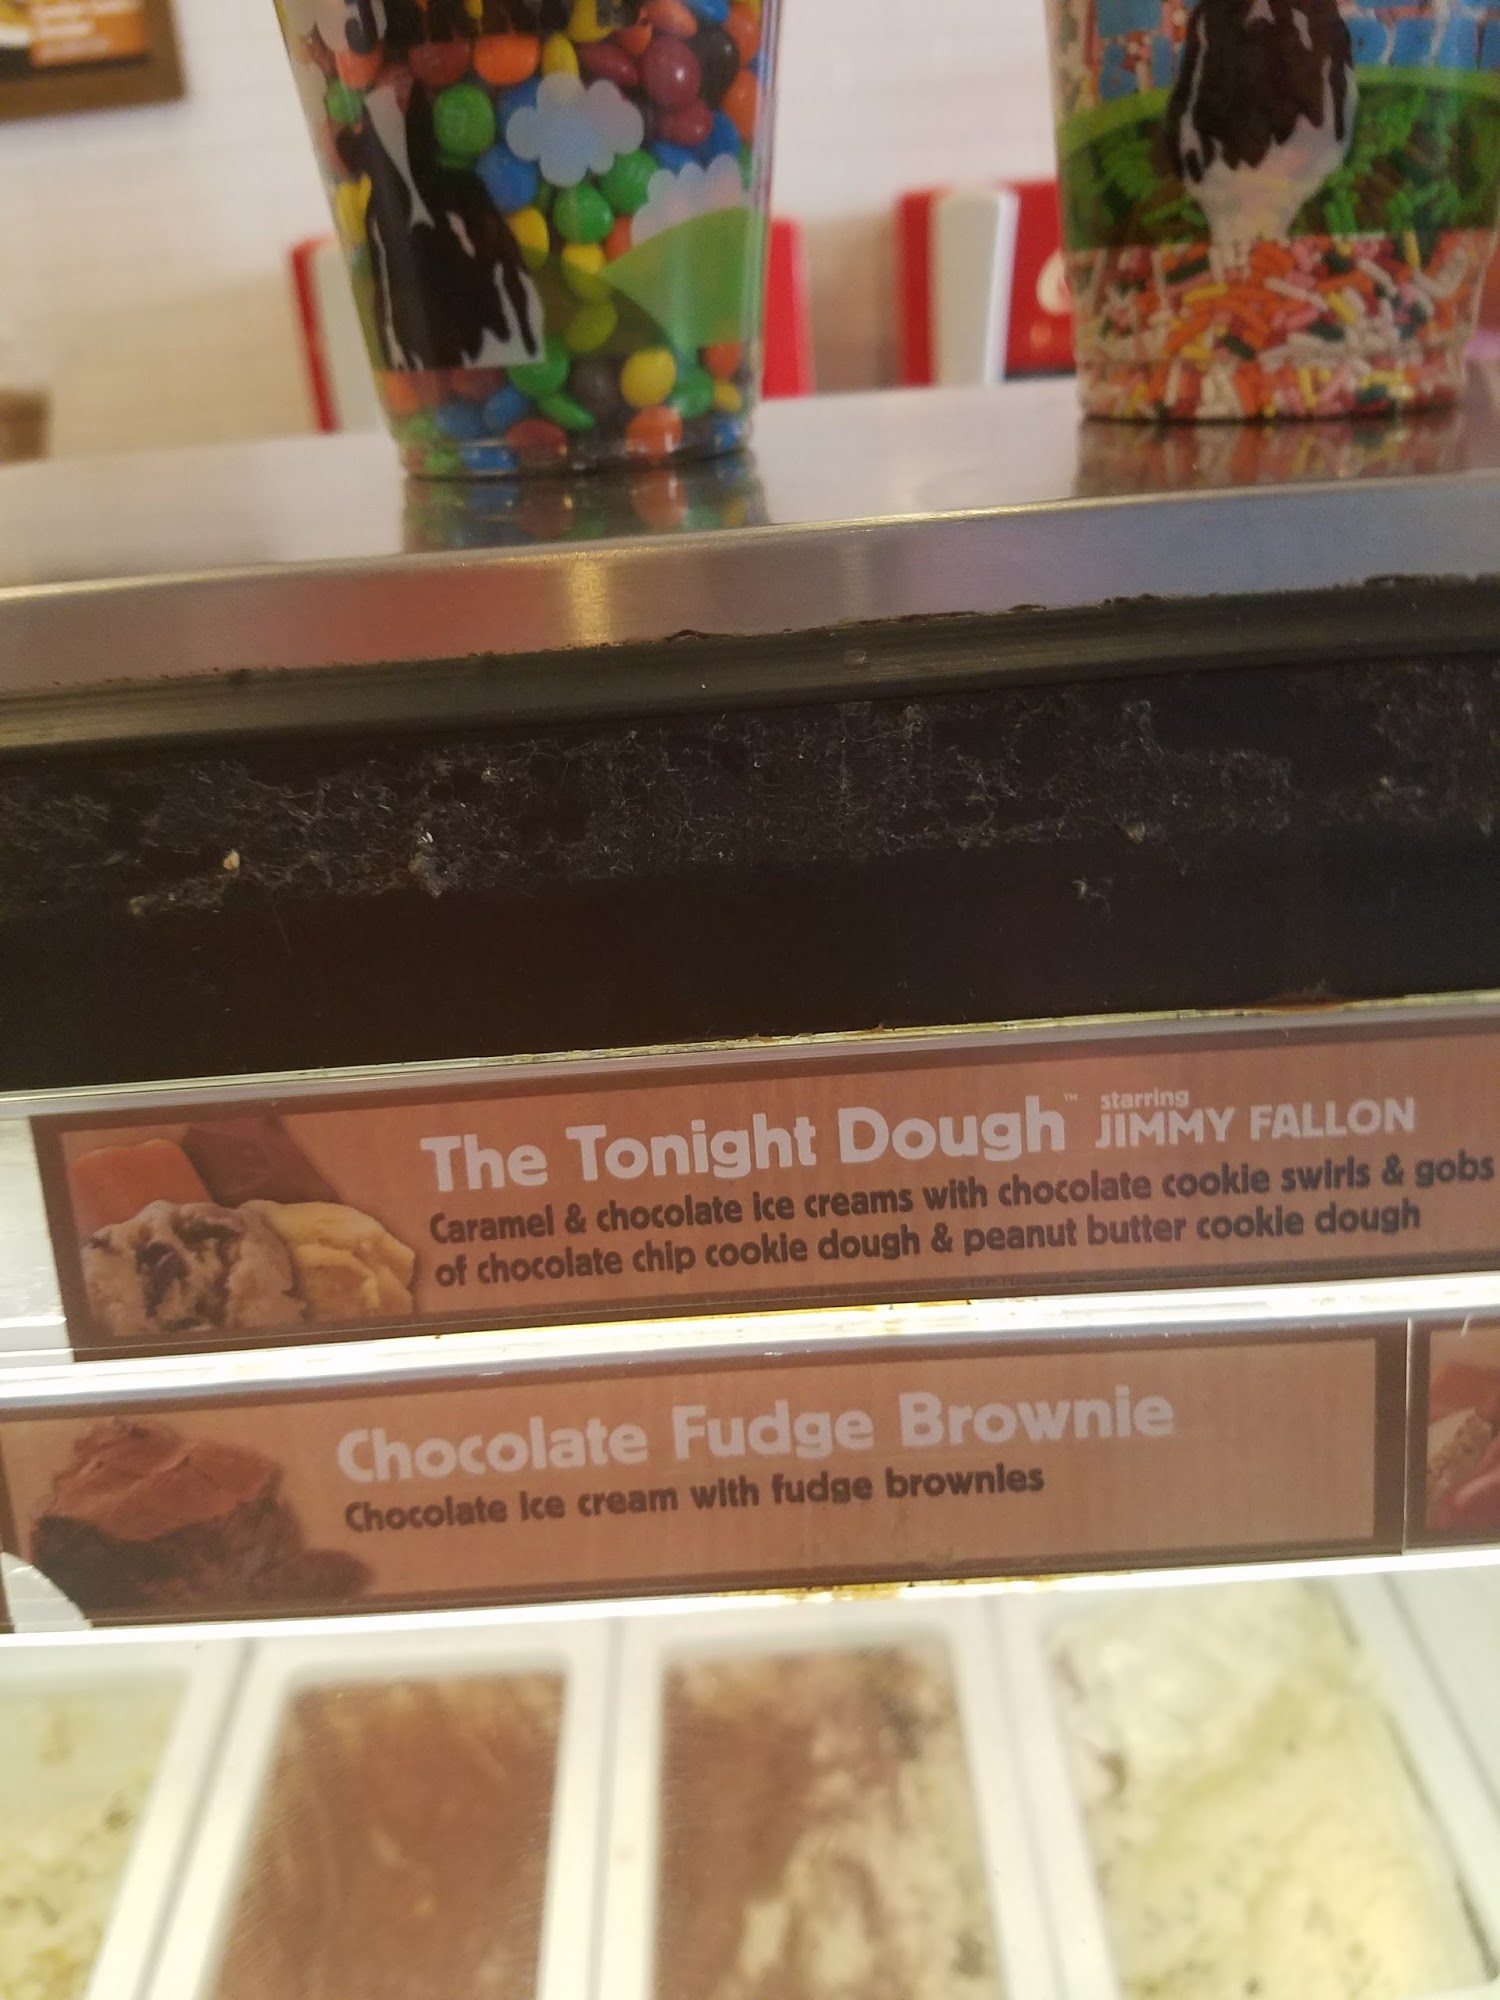 The Tonight Dough™ starring
JIMMY FALLON
Caramel & chocolate ice creams with chocolate cookie swirls & gobs
of chocolate chip cookie dough & peanut butter cookie dough
Chocolate Fudge Brownie
Chocolate ice cream with fudge brownies